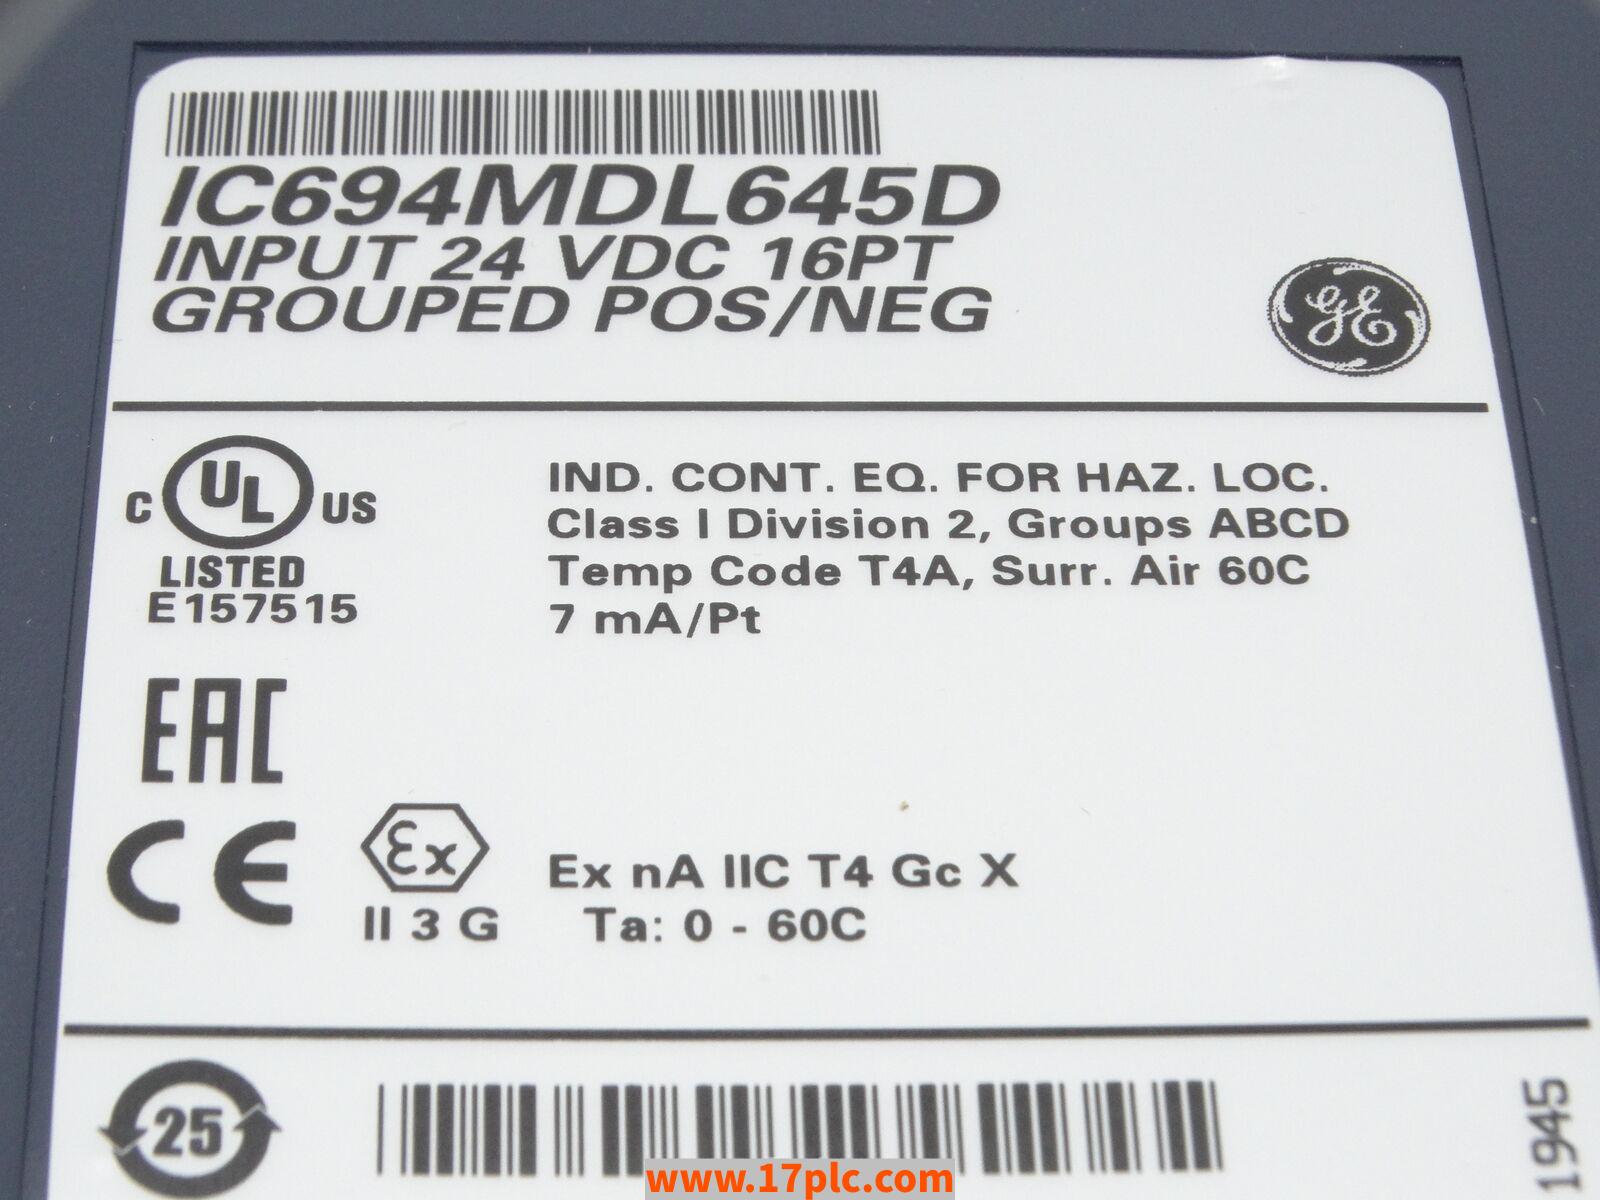 IC694MDL645D
INPUT 24 VDC 16PT
GROUPED POS/NEG
GE
C UL US
LISTED
E157515
IND. CONT. EQ. FOR HAZ. LOC.
Class I Division 2, Groups ABCD
Temp Code T4A, Surr. Air 60C
7 mA/Pt
EAC
CE
Ex
II 3 G
Ex nA IIC T4 Gc X
Ta: 0 - 60C
25
1945
www.17plc.com